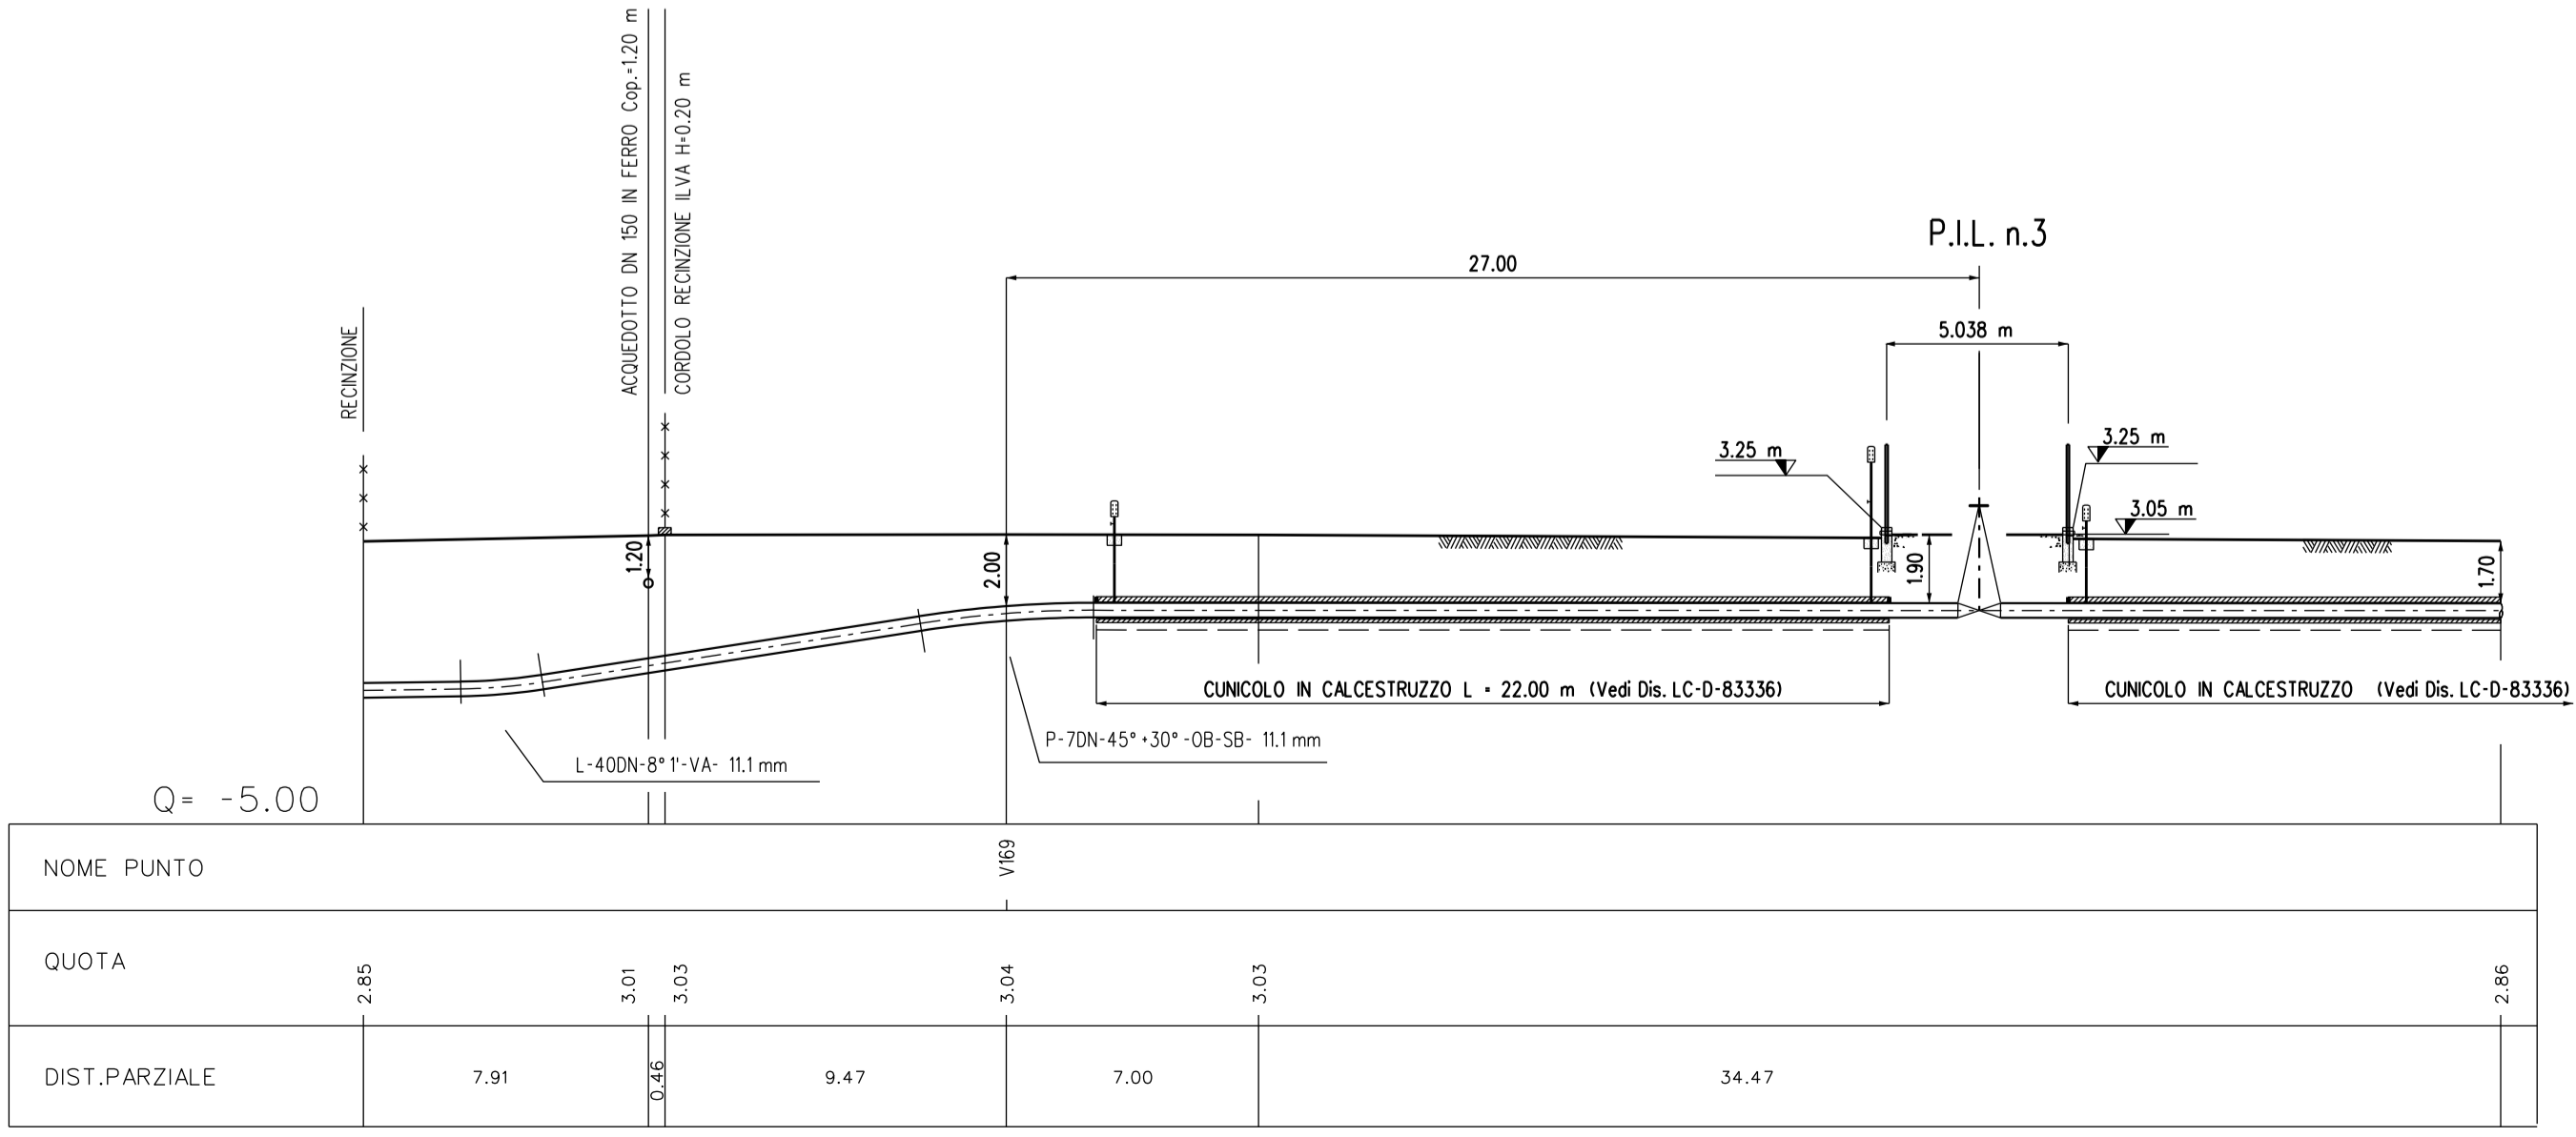 ACQUEDOTTO DN 150 IN FERRO Cop.=1.20 m
CORDOLO RECINZIONE ILVA H=0.20 m
RECINZIONE
P.I.L. n.3
27.00
5.038 m
3.25 m
3.25 m
3.05 m
1.20
2.00
1.90
1.70
CUNICOLO IN CALCESTRUZZO L = 22.00 m (Vedi Dis. LC-D-83336)
CUNICOLO IN CALCESTRUZZO (Vedi Dis. LC-D-83336)
P-7DN-45°+30°-OB-SB- 11.1 mm
L-40DN-8°1'-VA- 11.1 mm
Q= -5.00
NOME PUNTO
V169
QUOTA
2.85 3.01 3.03 3.04 3.03 2.86
DIST.PARZIALE
7.91 0.46 9.47 7.00 34.47